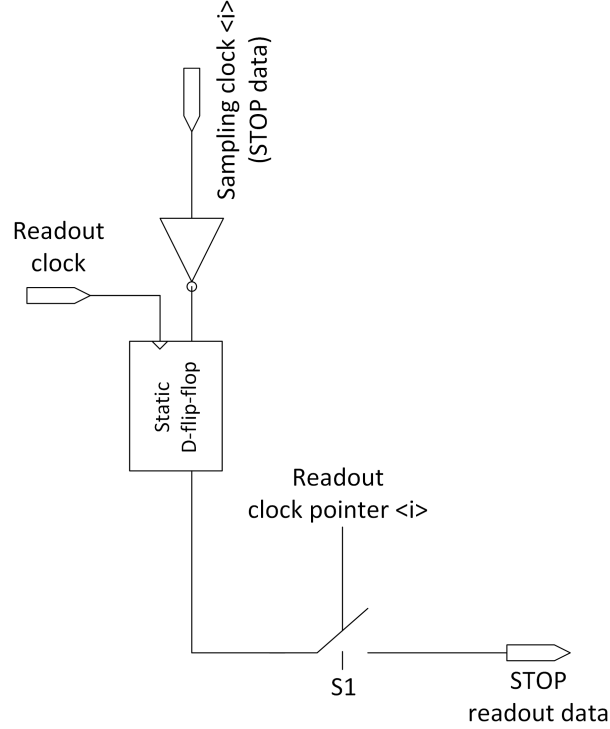 Sampling clock <i>
(STOP data)
Readout
clock
Static
D-flip-flop
Readout
clock pointer <i>
S1
STOP
readout data